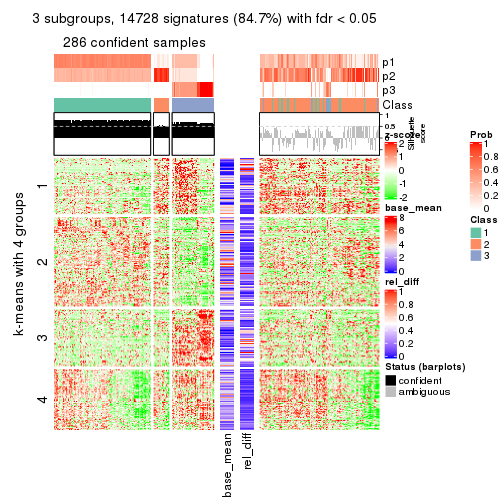 3 subgroups, 14728 signatures (84.7%) with fdr < 0.05
286 confident samples
p1
p2
p3
Class
1
0.5
0
Silhouette
score
z-score
2
1
0
-1
-2
base_mean
8
6
4
2
0
rel_diff
1
0.8
0.6
0.4
0.2
0
Status (barplots)
confident
ambiguous
Prob
1
0.8
0.6
0.4
0.2
0
Class
1
2
3
k-means with 4 groups
1
2
3
4
base_mean
rel_diff